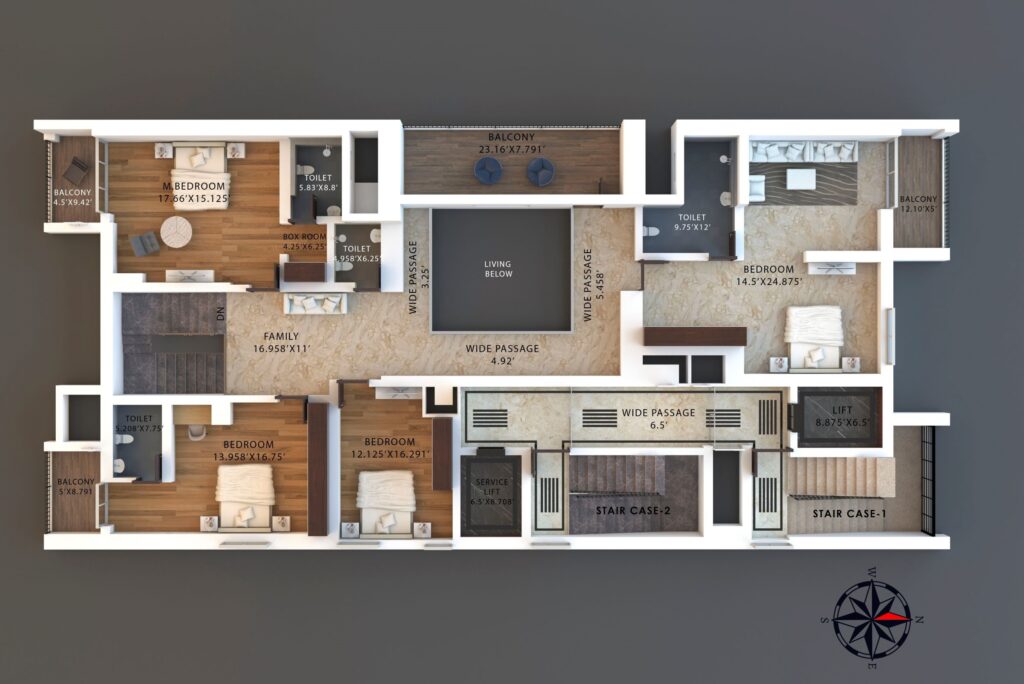 BALCONY
23.16'X7.791'
BALCONY
4.5'X9.42'
M.BEDROOM
17.66'X15.125'
TOILET
5.83'X8.8'
BOX ROOM
4.25'X6.25'
TOILET
4.958'X6.25'
WIDE PASSAGE
3.25'
LIVING
BELOW
WIDE PASSAGE
5.458'
TOILET
9.75'X12'
BALCONY
12.10'X5'
BEDROOM
14.5'X24.875'
DN
FAMILY
16.958'X11'
WIDE PASSAGE
4.92'
TOILET
5.208'X7.75'
BEDROOM
13.958'X16.75'
BEDROOM
12.125'X16.291'
WIDE PASSAGE
6.5'
LIFT
8.875'X6.5'
BALCONY
5'X8.791
SERVICE
LIFT
6.5'X8.708'
STAIR CASE-2
STAIR CASE-1
W
S
N
E